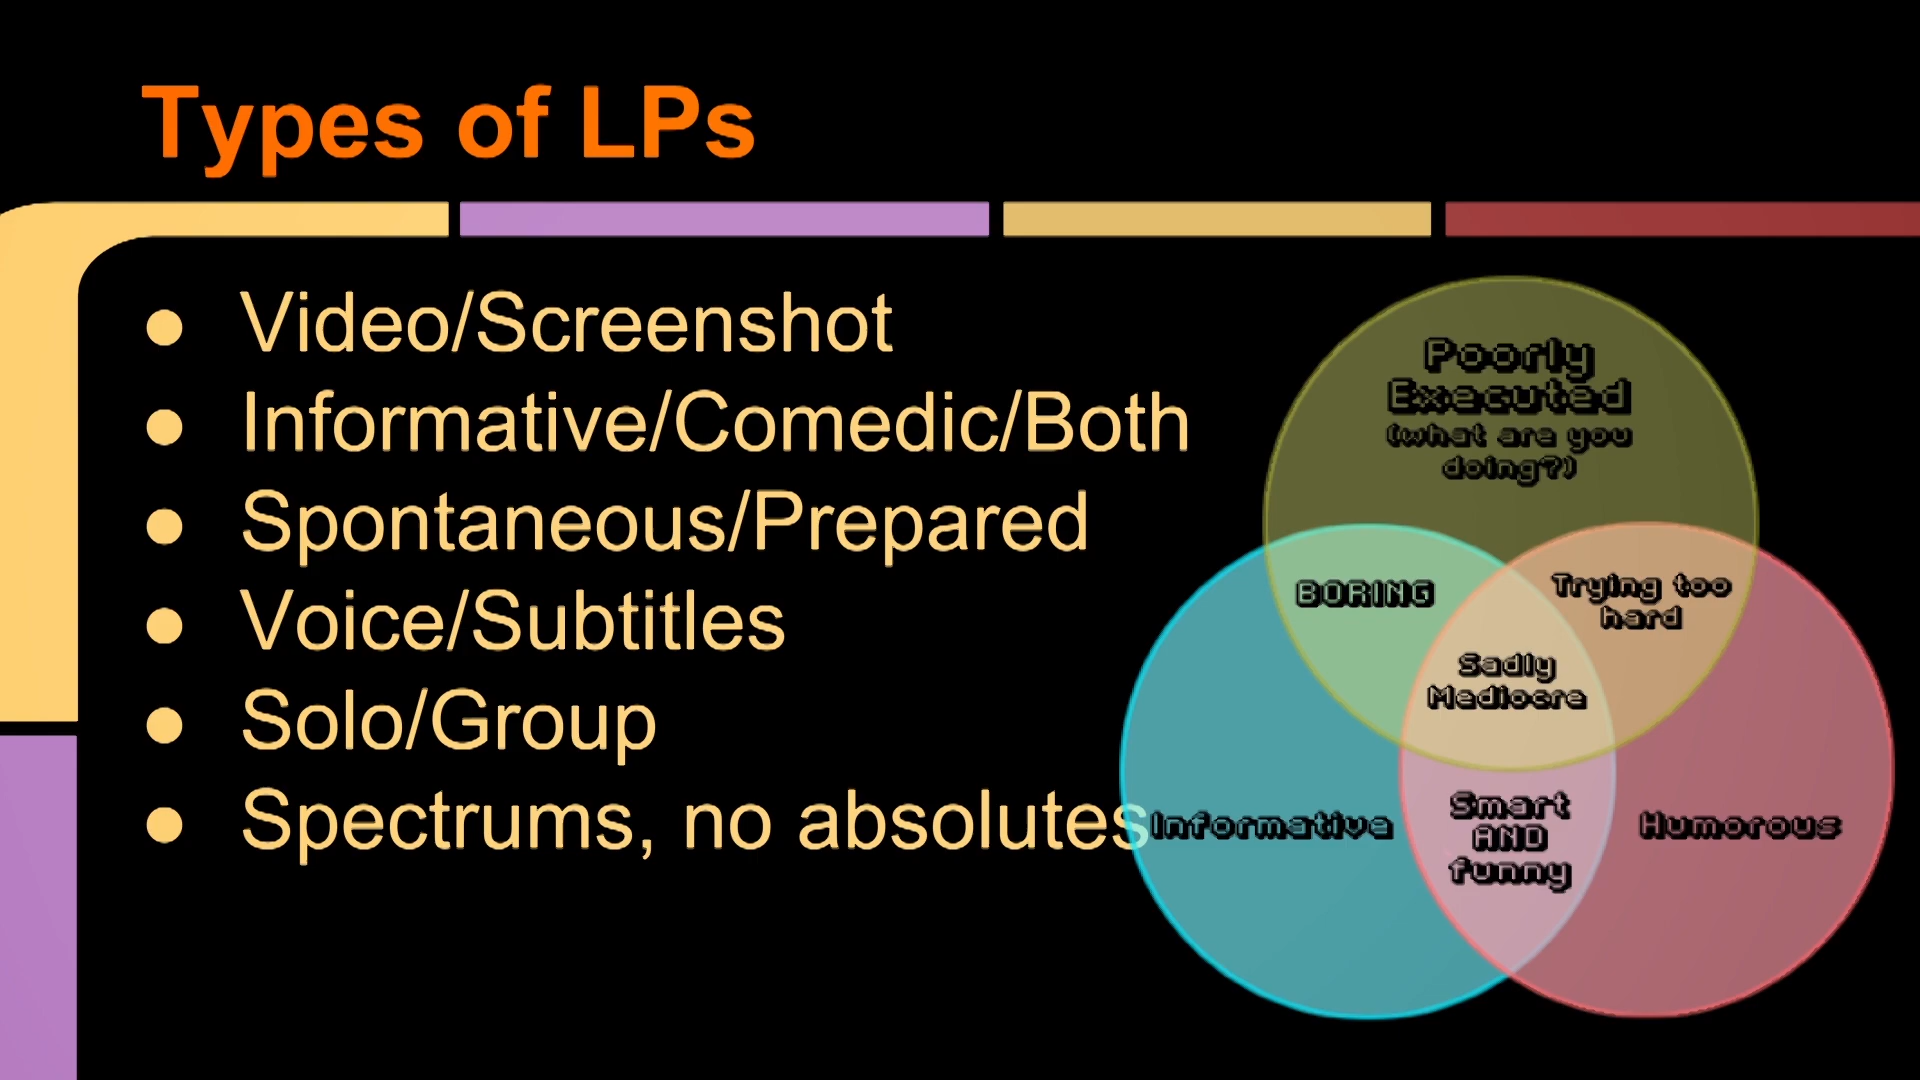 Types of LPs
● Video/Screenshot
● Informative/Comedic/Both
● Spontaneous/Prepared
● Voice/Subtitles
● Solo/Group
● Spectrums, no absolutes
Poorly
Executed
(what are you
doing?)
BORING
Trying too
hard
Sadly
Mediocre
Informative
Smart
AND
funny
Humorous